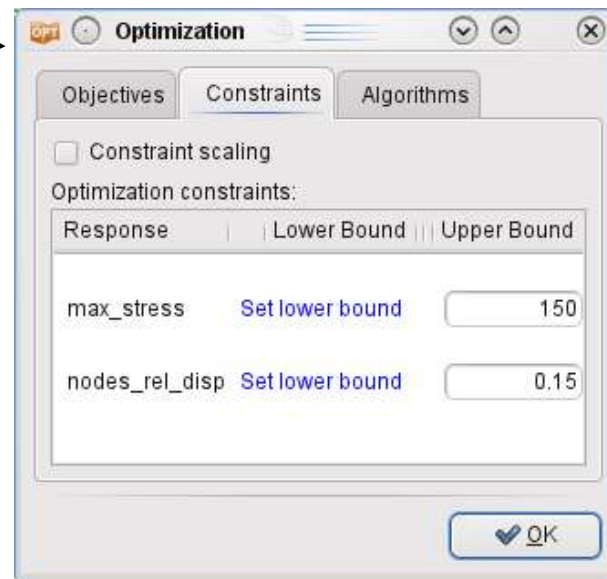 OPT Optimization
Objectives Constraints Algorithms
Constraint scaling
Optimization constraints:
Response Lower Bound Upper Bound
max_stress Set lower bound 150
nodes_rel_disp Set lower bound 0.15
OK